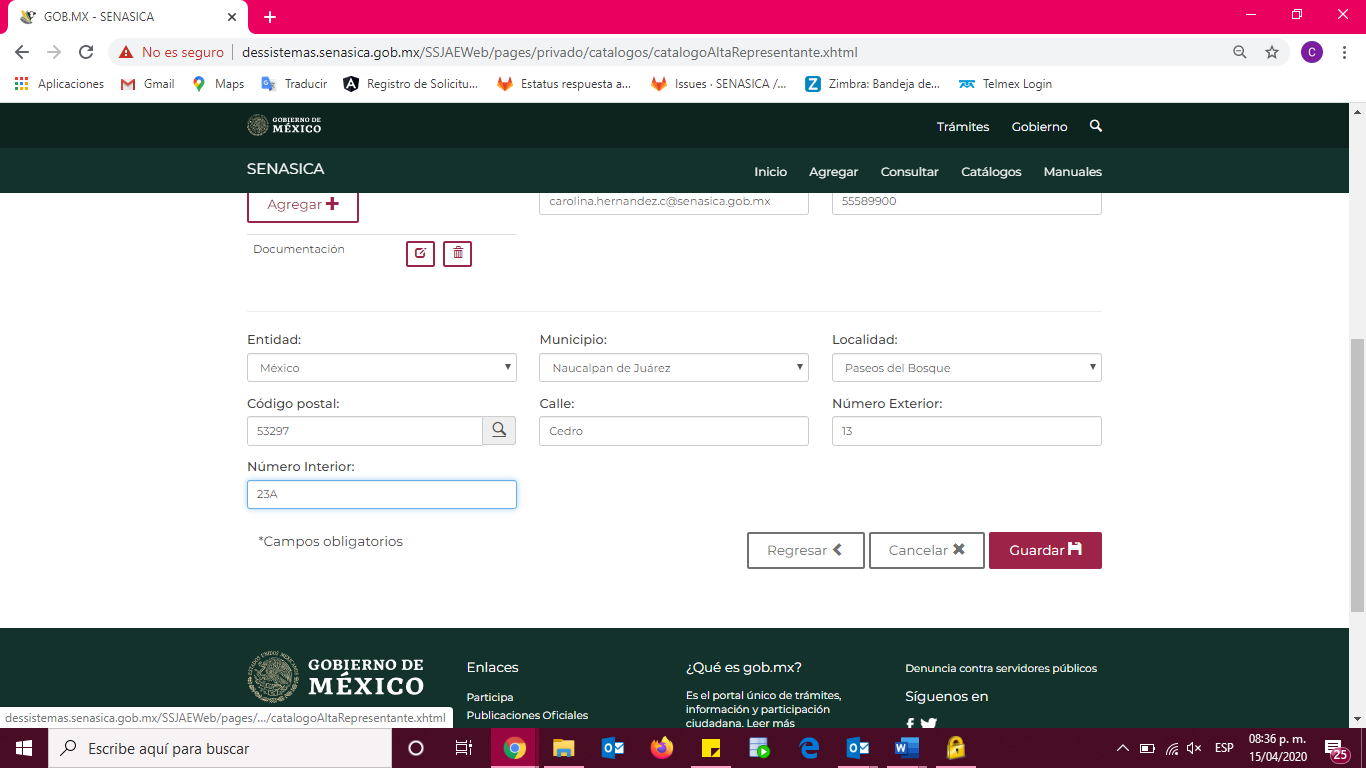 GOB.MX - SENASICA
No es seguro
dessistemas.senasica.gob.mx/SSJAEWeb/pages/privado/catalogos/catalogoAltaRepresentante.xhtml
C
Aplicaciones Gmail Maps Traducir Registro de Solicitu... Estatus respuesta a... Issues · SENASICA /... Zimbra: Bandeja de... Telmex Login
GOBIERNO DE MÉXICO
Trámites Gobierno
SENASICA
Inicio Agregar Consultar Catálogos Manuales
Agregar
carolina.hernandez.c@senasica.gob.mx
55589900
Documentación
Entidad: Municipio: Localidad:
México Naucalpan de Juárez Paseos del Bosque
Código postal: Calle: Número Exterior:
53297 Cedro 13
Número Interior:
23A
*Campos obligatorios
Regresar Cancelar Guardar
GOBIERNO DE
MÉXICO
Enlaces
Participa
Publicaciones Oficiales
¿Qué es gob.mx?
Es el portal único de trámites,
información y participación
ciudadana. Leer más
Denuncia contra servidores públicos
Síguenos en
dessistemas.senasica.gob.mx/SSJAEWeb/pages/.../catalogoAltaRepresentante.xhtml
Escribe aquí para buscar
ESP
08:36 p. m.
15/04/2020
25